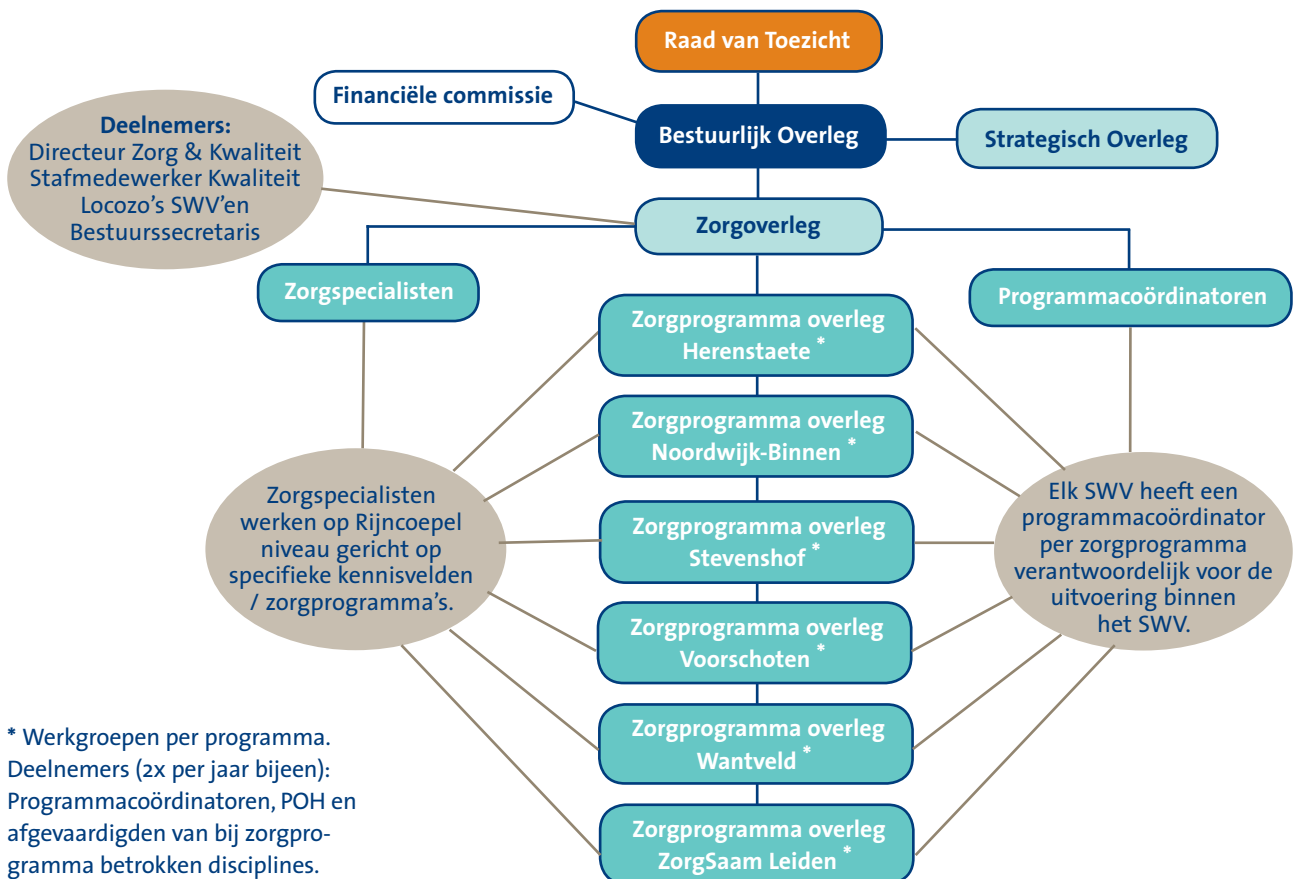 Raad van Toezicht
Financiële commissie
Bestuurlijk Overleg
Strategisch Overleg
Deelnemers:
Directeur Zorg & Kwaliteit
Stafmedewerker Kwaliteit
Locozo’s SWV’en
Bestuurssecretaris
Zorgoverleg
Zorgspecialisten
Programmacoördinatoren
Zorgprogramma overleg
Herenstaete *
Zorgprogramma overleg
Noordwijk-Binnen *
Zorgprogramma overleg
Stevenshof *
Zorgprogramma overleg
Voorschoten *
Zorgprogramma overleg
Wantveld *
Zorgprogramma overleg
ZorgSaam Leiden *
Zorgspecialisten
werken op Rijncoepel
niveau gericht op
specifieke kennisvelden
/ zorgprogramma’s.
Elk SWV heeft een
programmacoördinator
per zorgprogramma
verantwoordelijk voor de
uitvoering binnen
het SWV.
* Werkgroepen per programma.
Deelnemers (2x per jaar bijeen):
Programmacoördinatoren, POH en
afgevaardigden van bij zorgpro-
gramma betrokken disciplines.